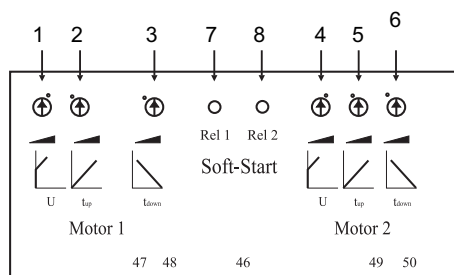 1 2 3 7 8 4 5 6
Rel 1 Rel 2
Soft-Start
U tup tdown U tup tdown
Motor 1 Motor 2
47 48 46 49 50